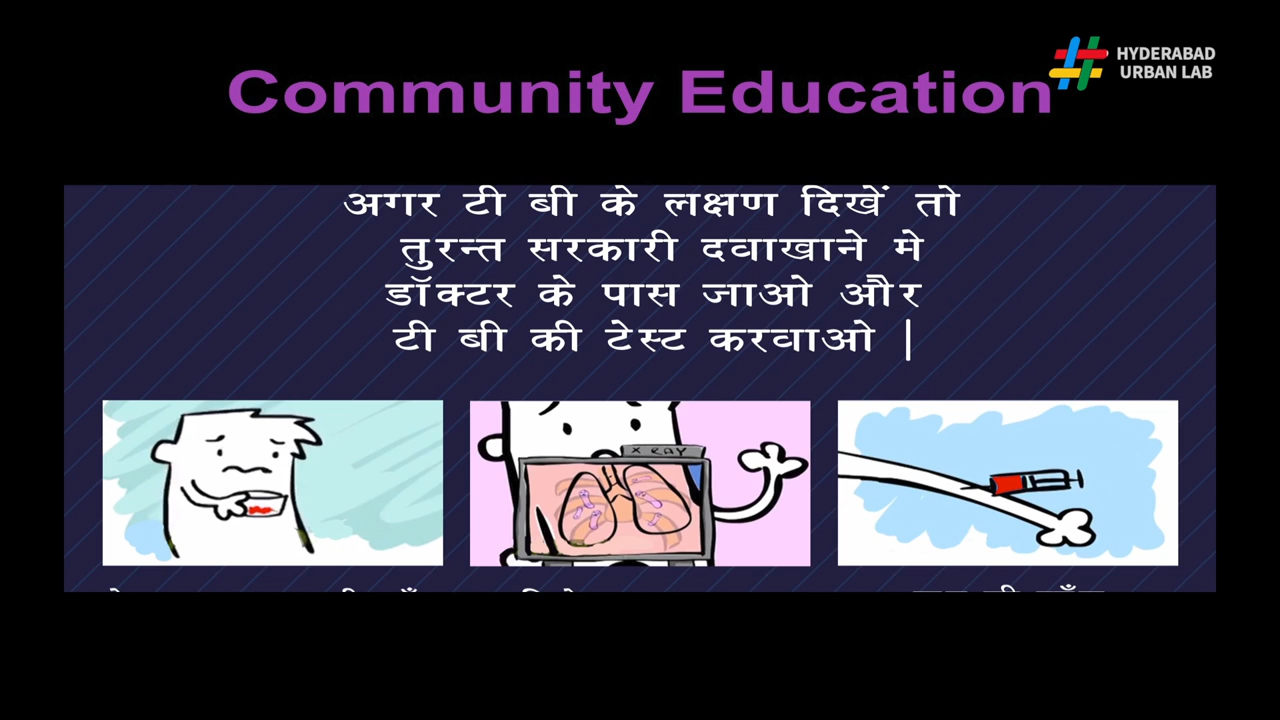 HYDERABAD
URBAN LAB
Community Education
अगर टी बी के लक्षण दिखें तो
तुरन्त सरकारी दवाखाने मे
डॉक्टर के पास जाओ और
टी बी की टेस्ट करवाओ |
X RAY